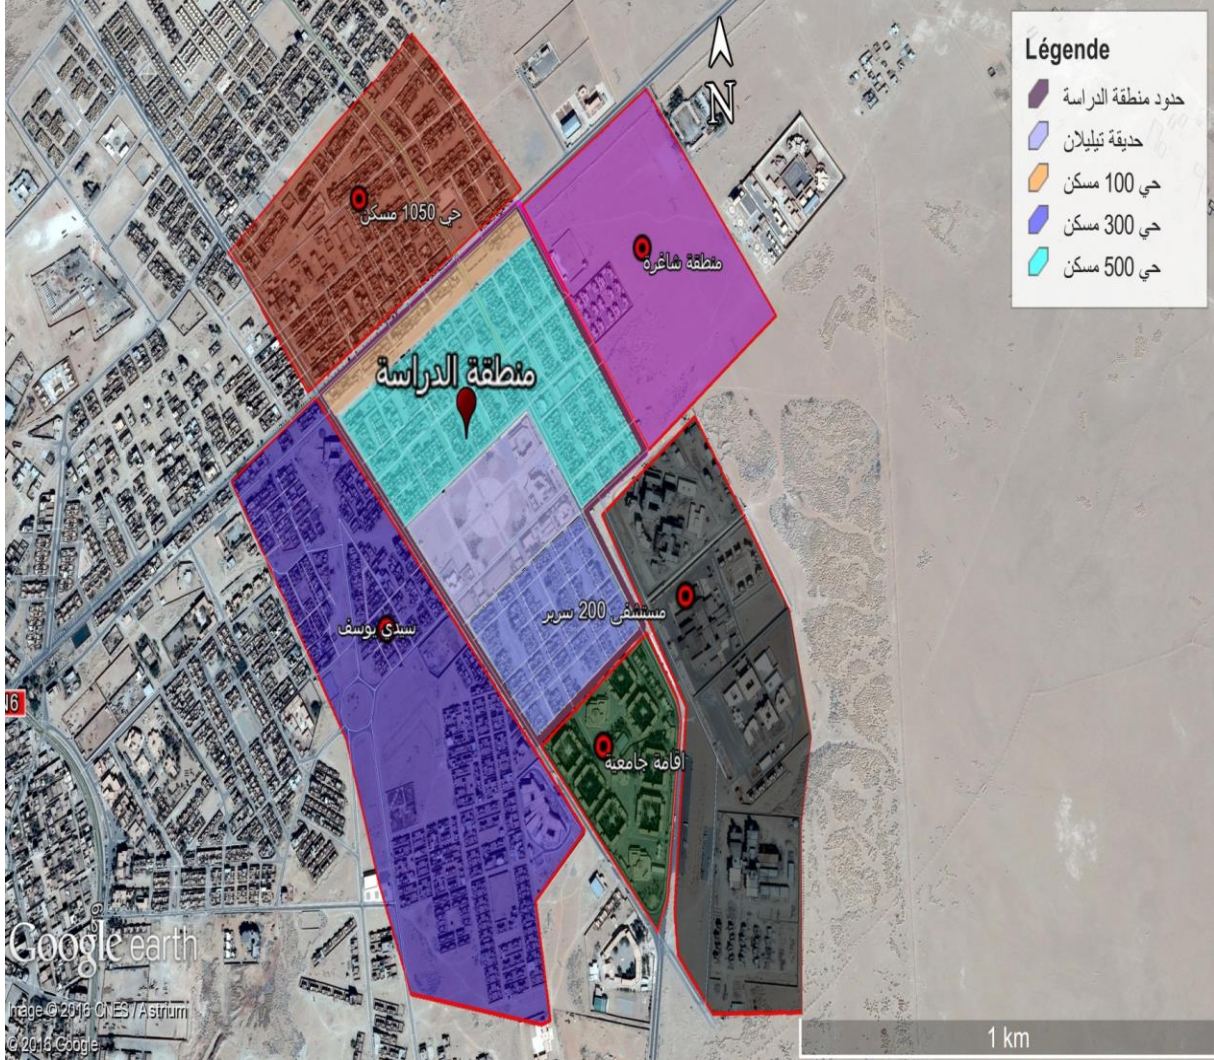 N
Légende
حدود منطقة الدراسة
حديقة تيليلان
حي 100 مسكن
حي 300 مسكن
حي 500 مسكن
حي 1050 مسكن
منطقة شاغرة
منطقة الدراسة
مستشفى 200 سرير
سيدي يوسف
N6
اقامة جامعية
Google earth
Image © 2016 CNES / Astrium
© 2016 Google
1 km